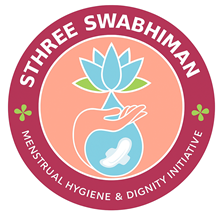 STHREE SWABHIMAN
MENSTRUAL HYGIENE & DIGNITY INITIATIVE